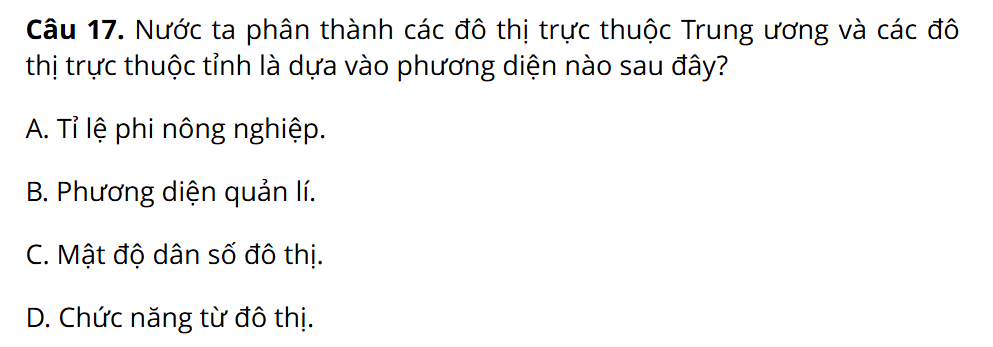 Câu 17. Nước ta phân thành các đô thị trực thuộc Trung ương và các đô
thị trực thuộc tỉnh là dựa vào phương diện nào sau đây?
A. Tỉ lệ phi nông nghiệp.
B. Phương diện quản lí.
C. Mật độ dân số đô thị.
D. Chức năng từ đô thị.